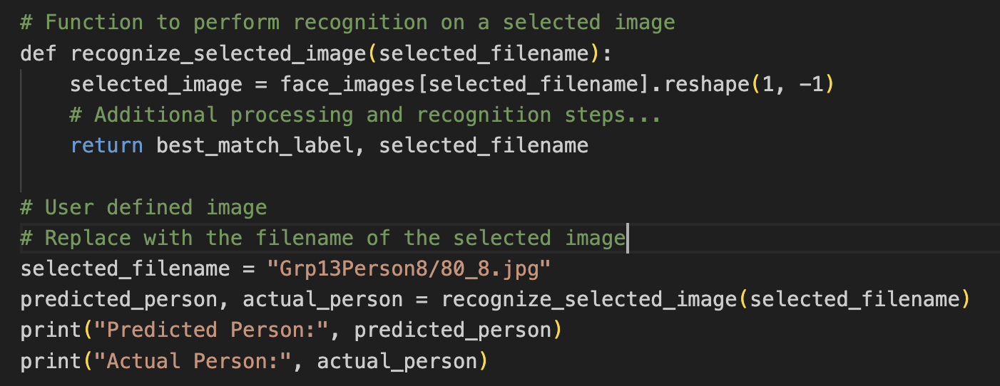 # Function to perform recognition on a selected image
def recognize_selected_image(selected_filename):
    selected_image = face_images[selected_filename].reshape(1, -1)
    # Additional processing and recognition steps...
    return best_match_label, selected_filename
# User defined image
# Replace with the filename of the selected image
selected_filename = "Grp13Person8/80_8.jpg"
predicted_person, actual_person = recognize_selected_image(selected_filename)
print("Predicted Person:", predicted_person)
print("Actual Person:", actual_person)